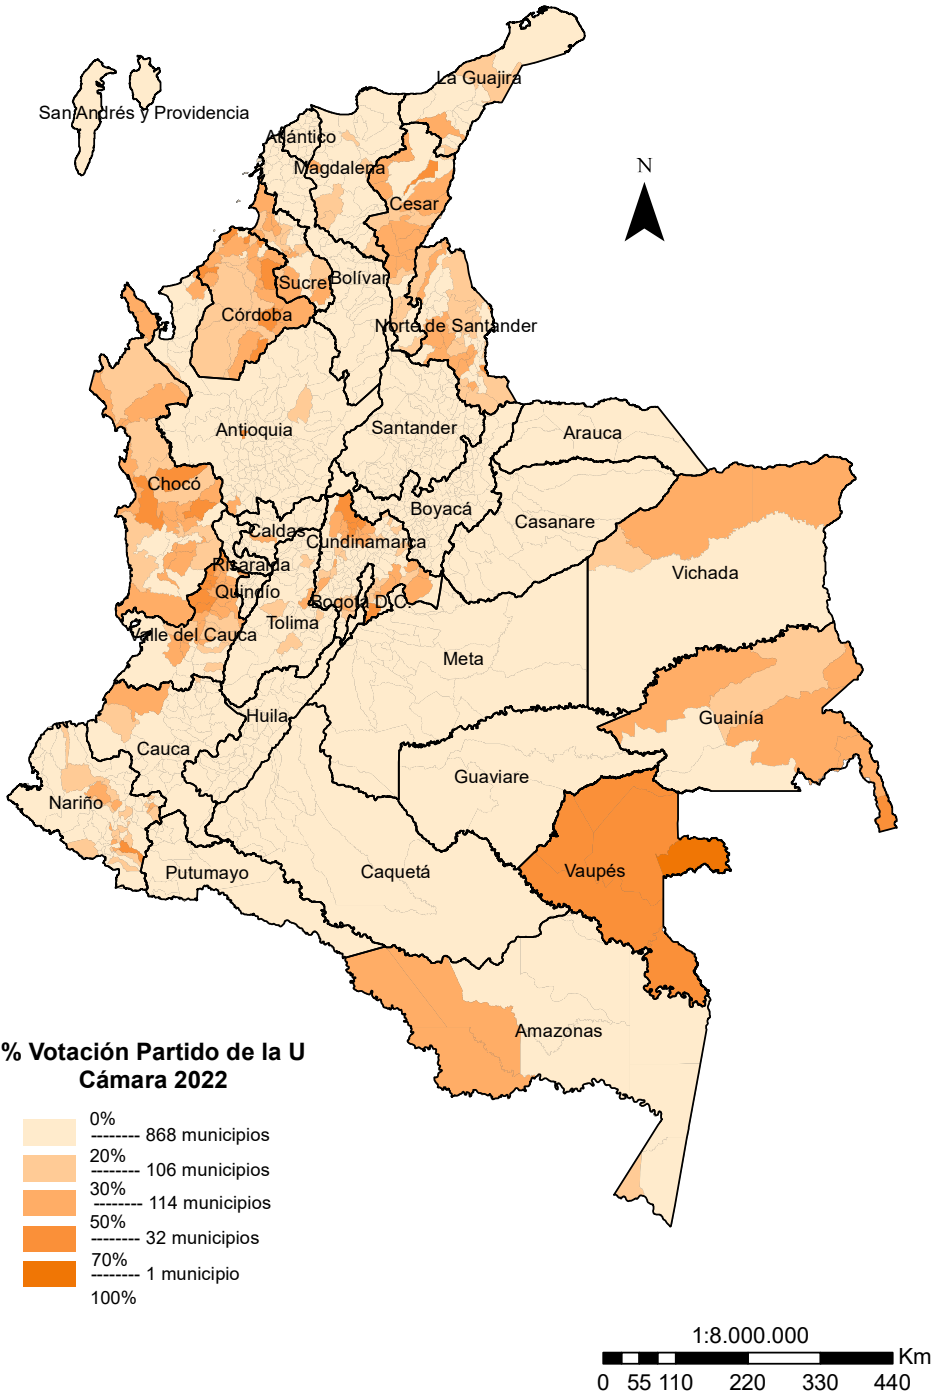 La Guajira
San Andrés y Providencia
Atlántico
N
Magdalena
Cesar
Sucre
Bolívar
Córdoba
Norte de Santander
Antioquia
Santander
Arauca
Chocó
Boyacá
Casanare
Caldas
Cundinamarca
Risaralda
Vichada
Quindío
Bogotá D.C.
Tolima
Valle del Cauca
Meta
Huila
Guainía
Cauca
Guaviare
Nariño
Putumayo
Caquetá
Vaupés
Amazonas
% Votación Partido de la U
Cámara 2022
0%
-------- 868 municipios
20%
-------- 106 municipios
30%
-------- 114 municipios
50%
-------- 32 municipios
70%
-------- 1 municipio
100%
1:8.000.000
Km
0 55 110 220 330 440